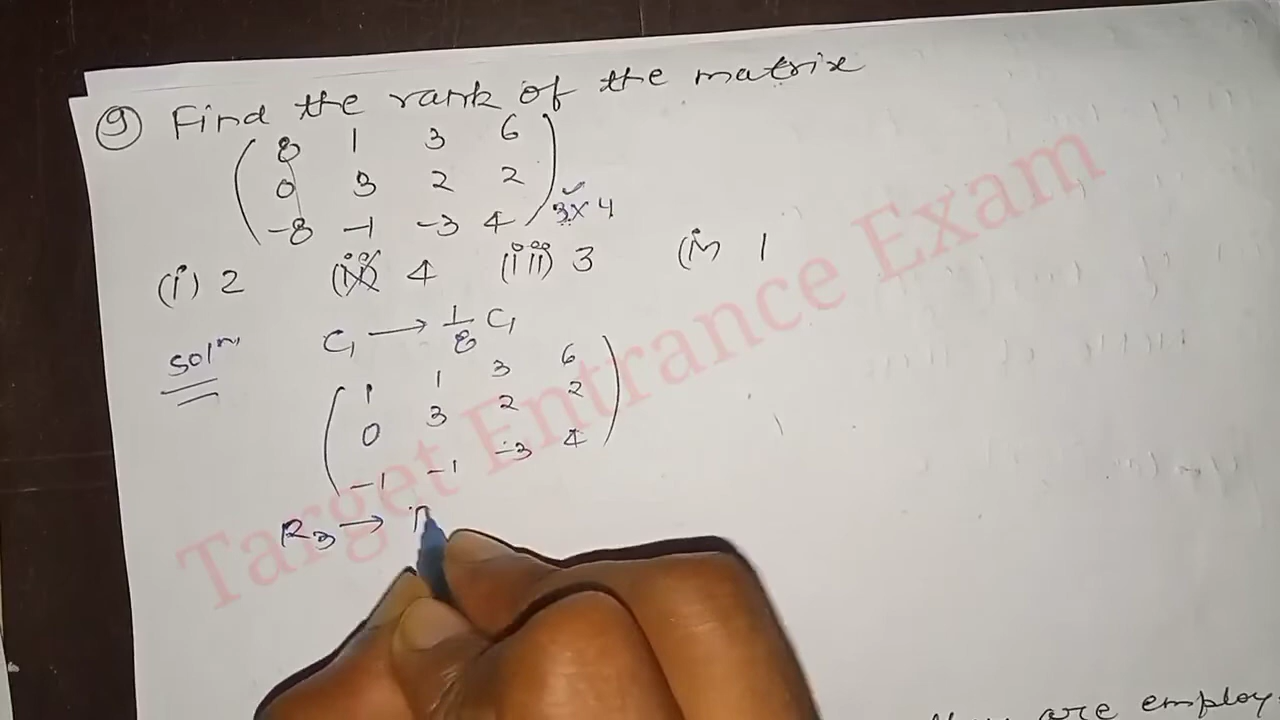 9) Find the rank of the matrix
8 1 3 6
0 3 2 2
-8 -1 -3 4 3×4
(i) 2 (ii) 4 (iii) 3 (iv) 1
Solⁿ, C₁ → 1/8 C₁
1 1 3 6
0 3 2 2
-1 -1 -3 4
R₃ →
are employ
Target Entrance Exam